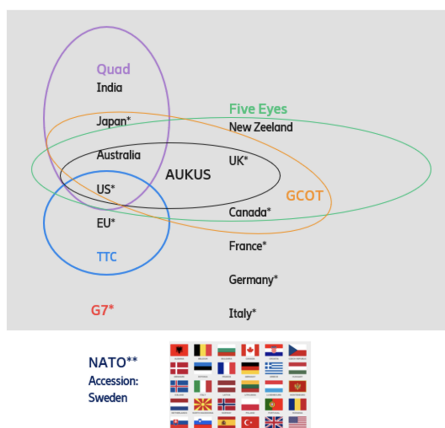 Quad
India
Five Eyes
Japan*
New Zeeland
Australia
UK*
AUKUS
US*
GCOT
Canada*
EU*
France*
TTC
Germany*
G7*
Italy*
NATO**
Accession:
Sweden